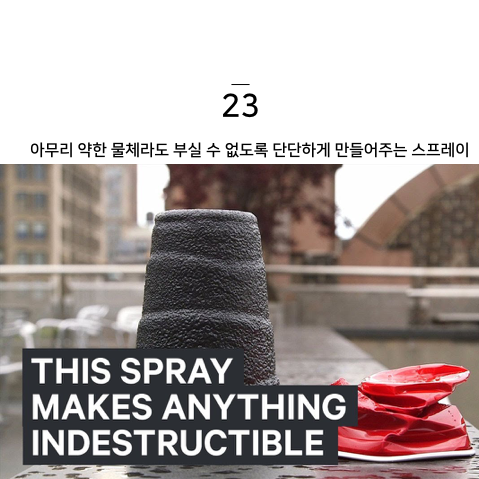 23
아무리 약한 물체라도 부실 수 없도록 단단하게 만들어주는 스프레이
THIS SPRAY
MAKES ANYTHING
INDESTRUCTIBLE